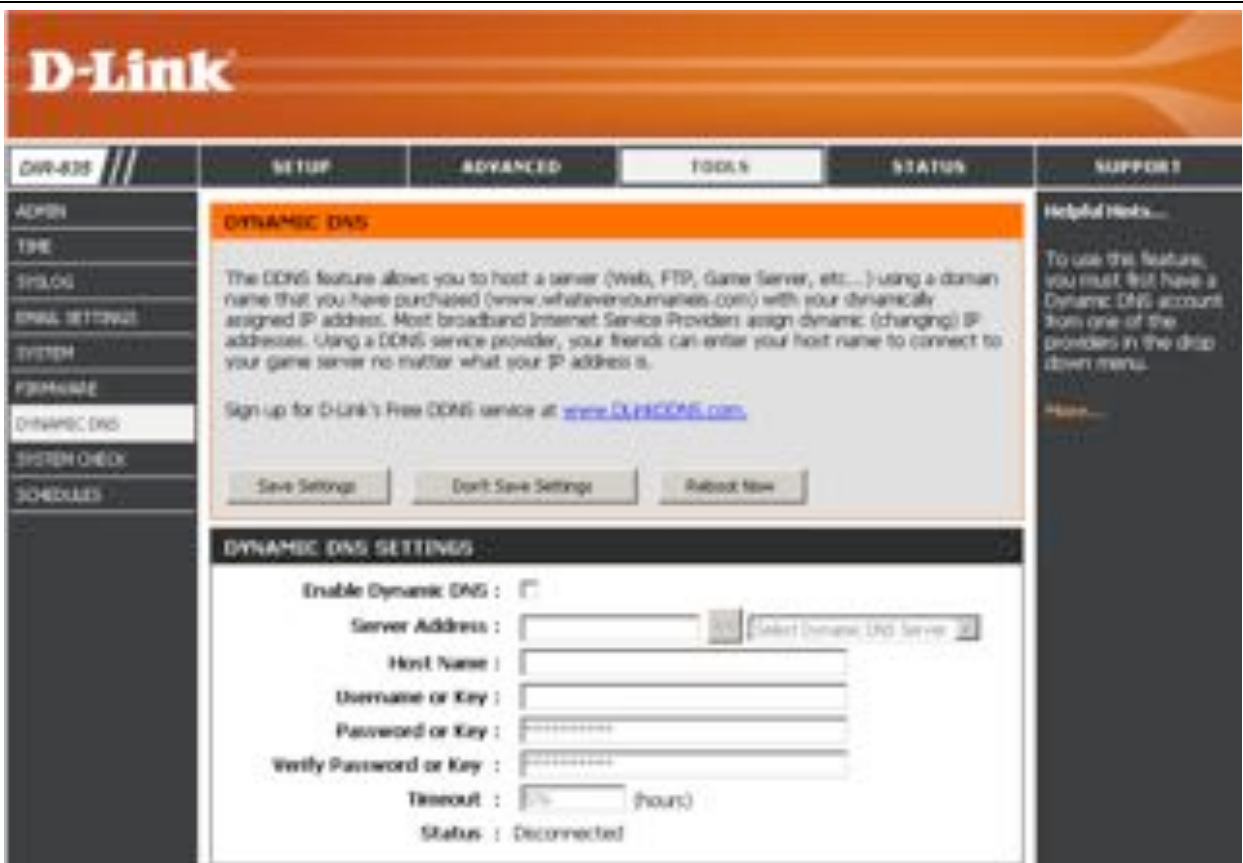 D-Link
SETUP
ADVANCED
TOOLS
STATUS
SUPPORT
ADMIN
TIME
SYSLOG
EMAIL SETTINGS
SYSTEM
FIRMWARE
DYNAMIC DNS
SYSTEM CHECK
SCHEDULES
DYNAMIC DNS
The DDNS feature allows you to host a server (Web, FTP, Game Server, etc...) using a domain
name that you have purchased (www.whateveryournameis.com) with your dynamically
assigned IP address. Most broadband Internet Service Providers assign dynamic (changing) IP
addresses. Using a DDNS service provider, your friends can enter your host name to connect to
your game server no matter what your IP address is.
Sign up for D-Link's Free DDNS service at www.DLinkDDNS.com.
Save Settings
Don't Save Settings
Reboot Now
DYNAMIC DNS SETTINGS
Enable Dynamic DNS :
Server Address :
Select Dynamic DNS Server
Host Name :
Username or Key :
Password or Key :
Verify Password or Key :
Timeout : (hours)
Status : Disconnected
Helpful Hints...
To use this feature,
you must first have a
Dynamic DNS account
from one of the
providers in the drop
down menu.
More...